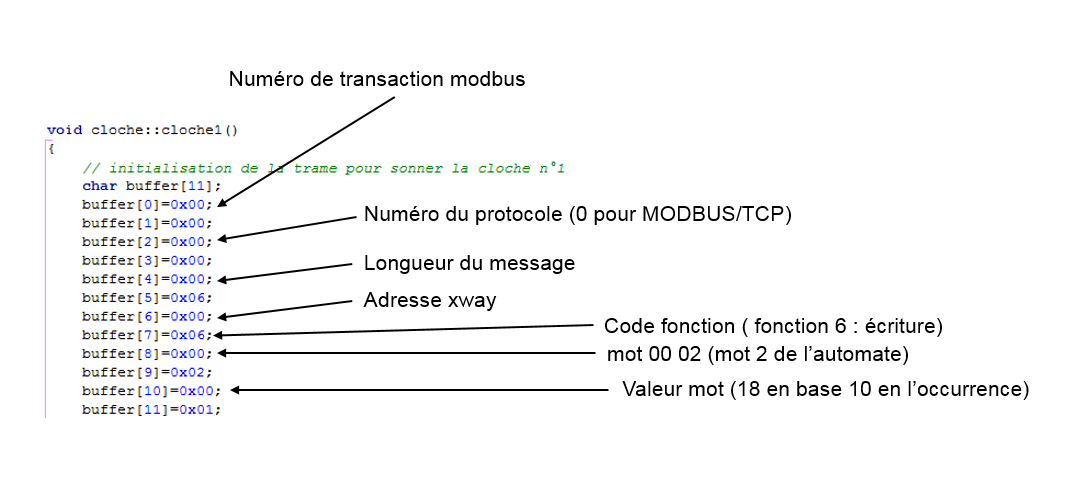 Numéro de transaction modbus
void cloche::cloche1()
{
// initialisation de la trame pour sonner la cloche n°1
char buffer[11];
buffer[0]=0x00;
buffer[1]=0x00;
Numéro du protocole (0 pour MODBUS/TCP)
buffer[2]=0x00;
buffer[3]=0x00;
Longueur du message
buffer[4]=0x00;
buffer[5]=0x06;
Adresse xway
buffer[6]=0x00;
Code fonction ( fonction 6 : écriture)
buffer[7]=0x06;
mot 00 02 (mot 2 de l’automate)
buffer[8]=0x00;
buffer[9]=0x02;
Valeur mot (18 en base 10 en l’occurrence)
buffer[10]=0x00;
buffer[11]=0x01;